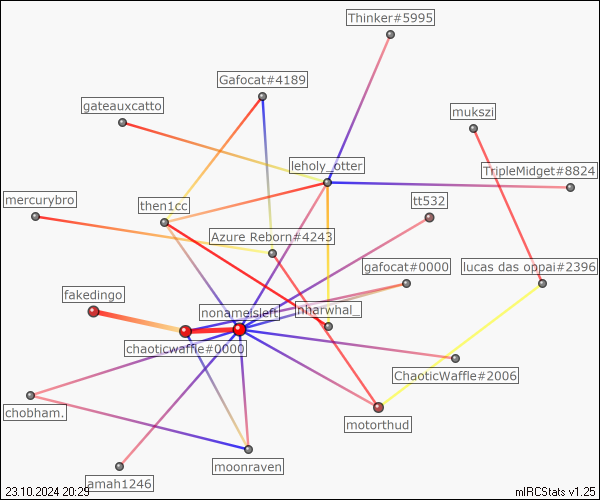 Thinker#5995
Gafocat#4189
gateauxcatto
mukszi
leholy_otter
TripleMidget#8824
mercurybro
then1cc
tt532
Azure Reborn#4243
gafocat#0000
lucas das oppai#2396
fakedingo
nonameisleft
nharwhal_
chaoticwaffle#0000
ChaoticWaffle#2006
chobham.
motorthud
moonraven
amah1246
23.10.2024 20:29
mIRCStats v1.25